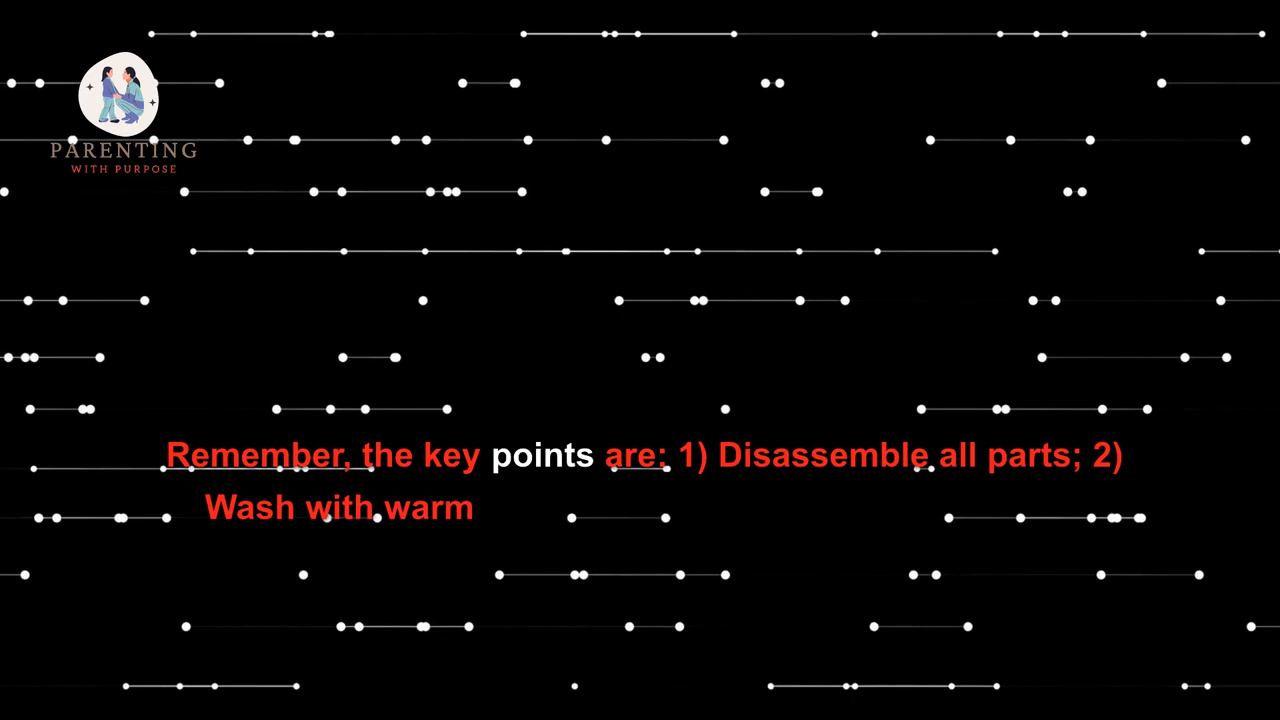 PARENTING
WITH PURPOSE
Remember, the key points are: 1) Disassemble all parts; 2)
Wash with warm